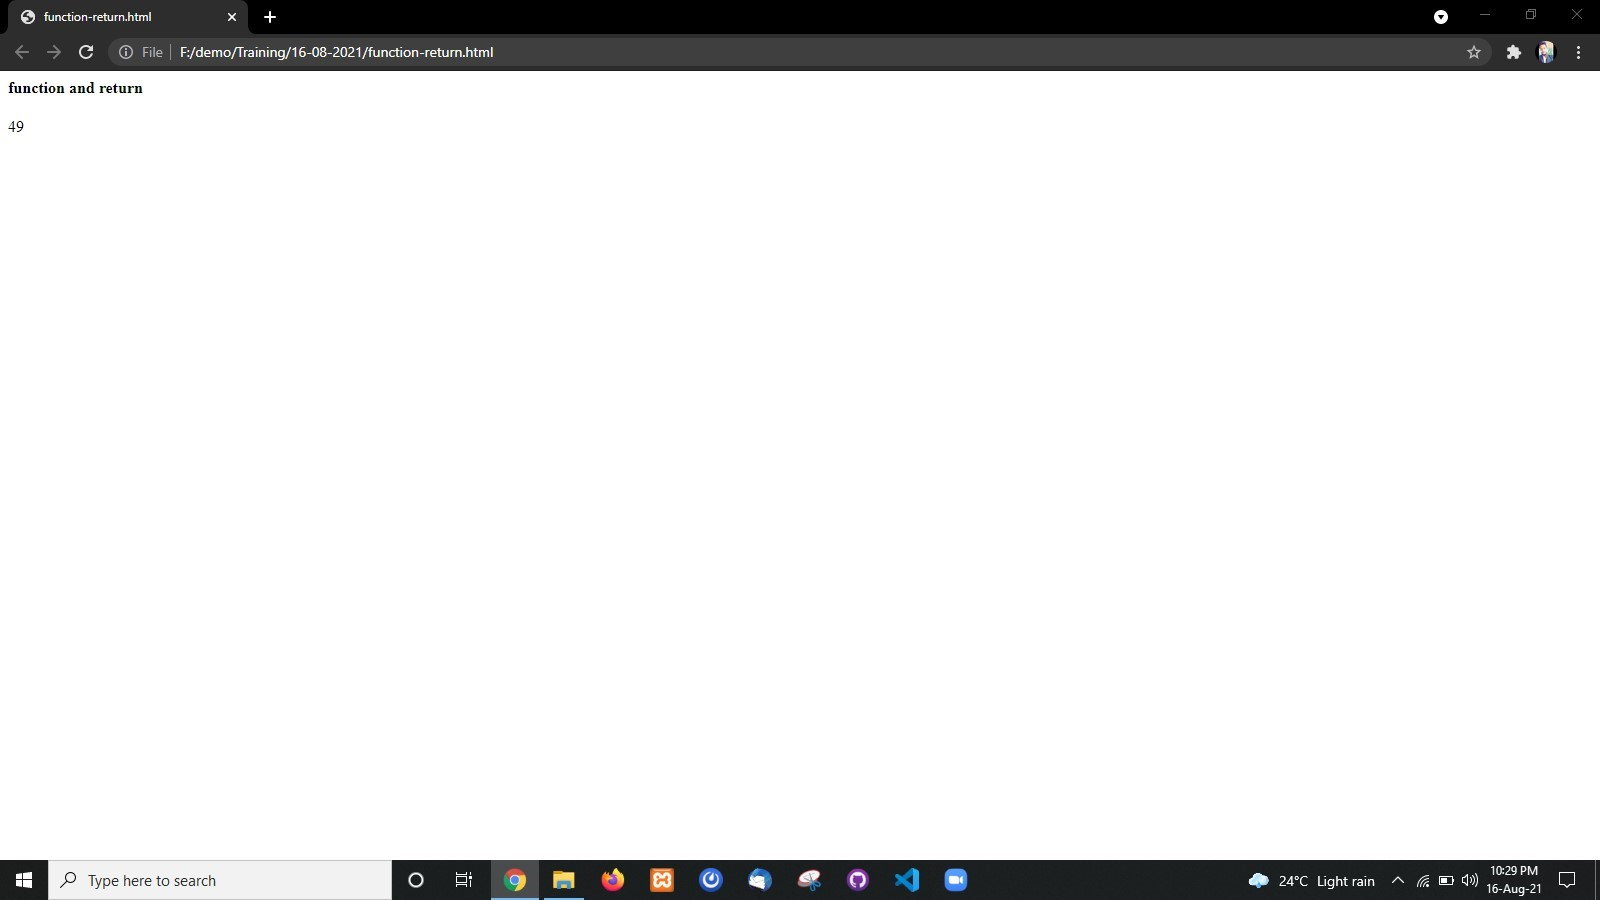 function-return.html
File F:/demo/Training/16-08-2021/function-return.html
function and return
49
Type here to search
24°C Light rain
10:29 PM
16-Aug-21